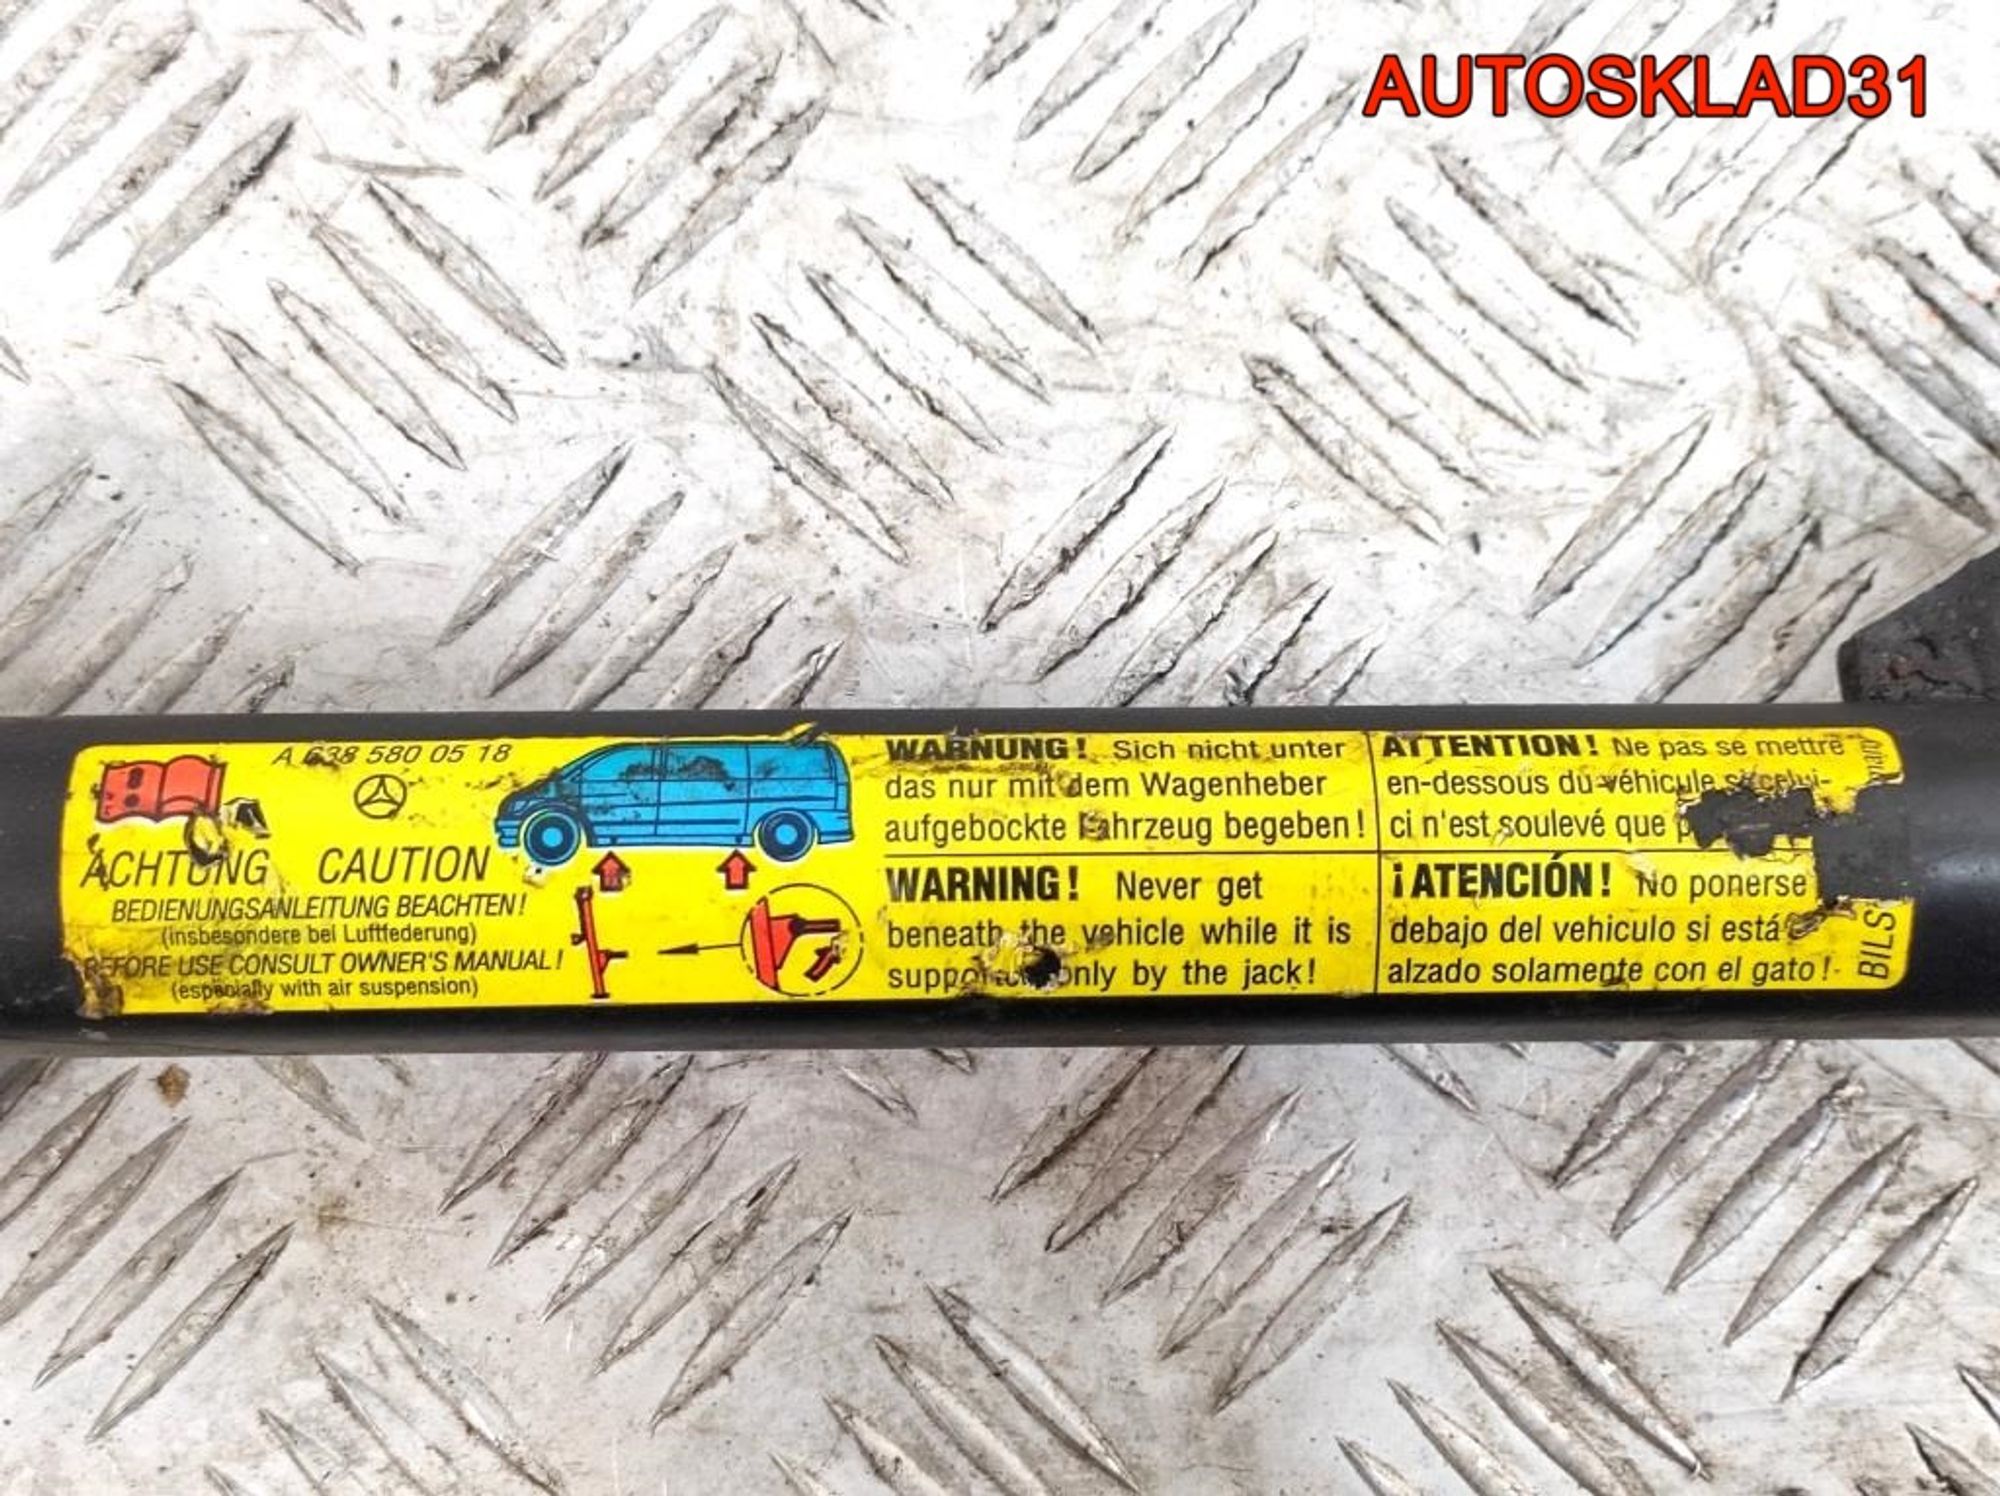 AUTOSKLAD31
A 638 580 05 18
ACHTUNG CAUTION
BEDIENUNGSANLEITUNG BEACHTEN!
(insbesondere bei Luftfederung)
BEFORE USE CONSULT OWNER'S MANUAL!
(especially with air suspension)
WARNUNG! Sich nicht unter
das nur mit dem Wagenheber
aufgebockte Fahrzeug begeben!
WARNING! Never get
beneath the vehicle while it is
supported only by the jack!
ATTENTION! Ne pas se mettre
en-dessous du véhicule si celui-
ci n'est soulevé que
¡ATENCIÓN! No ponerse
debajo del vehiculo si está
alzado solamente con el gato!
BILS